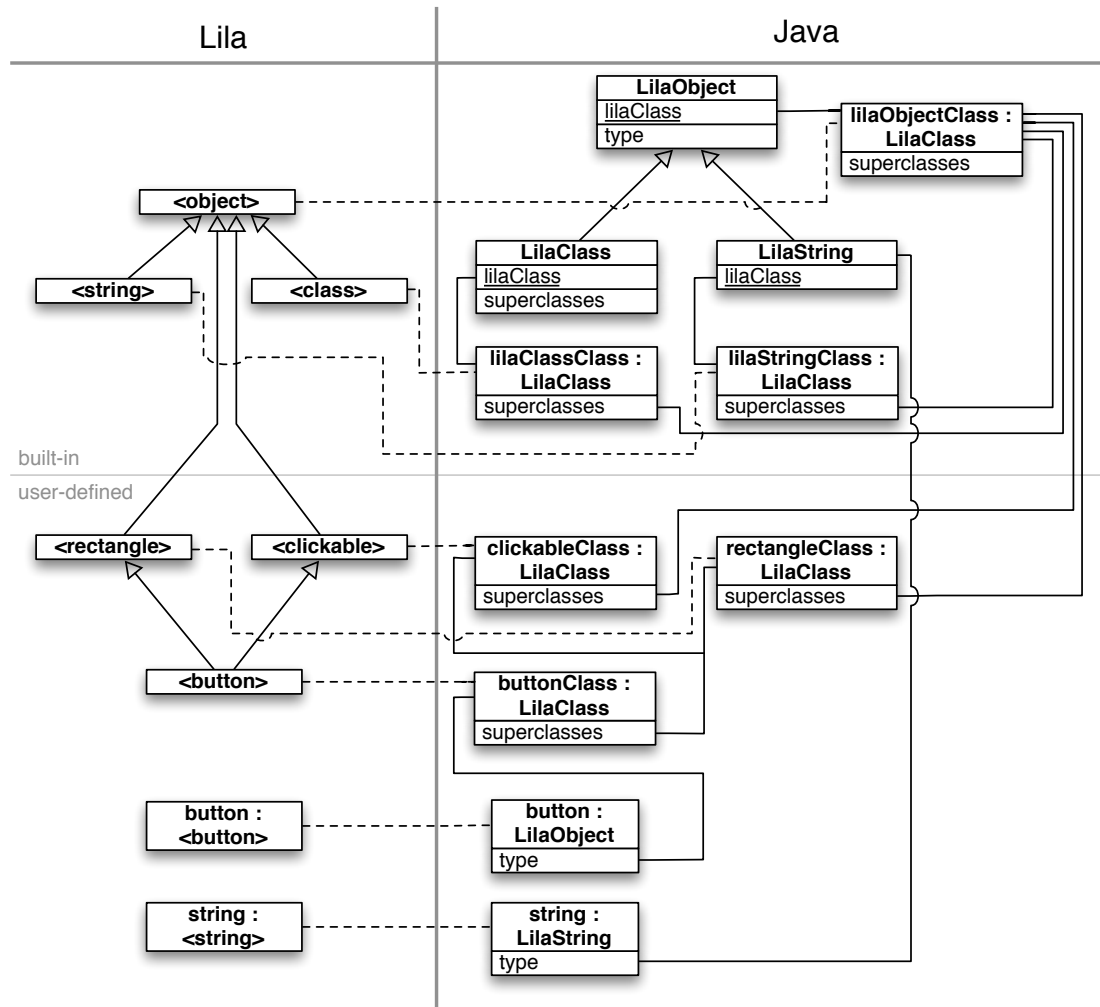 Lila
Java
LilaObject
lilaClass
type
lilaObjectClass :
LilaClass
superclasses
<object>
<string>
<class>
LilaClass
lilaClass
superclasses
LilaString
lilaClass
lilaClassClass :
LilaClass
superclasses
lilaStringClass :
LilaClass
superclasses
built-in
user-defined
<rectangle>
<clickable>
clickableClass :
LilaClass
superclasses
rectangleClass :
LilaClass
superclasses
<button>
buttonClass :
LilaClass
superclasses
button :
<button>
button :
LilaObject
type
string :
<string>
string :
LilaString
type